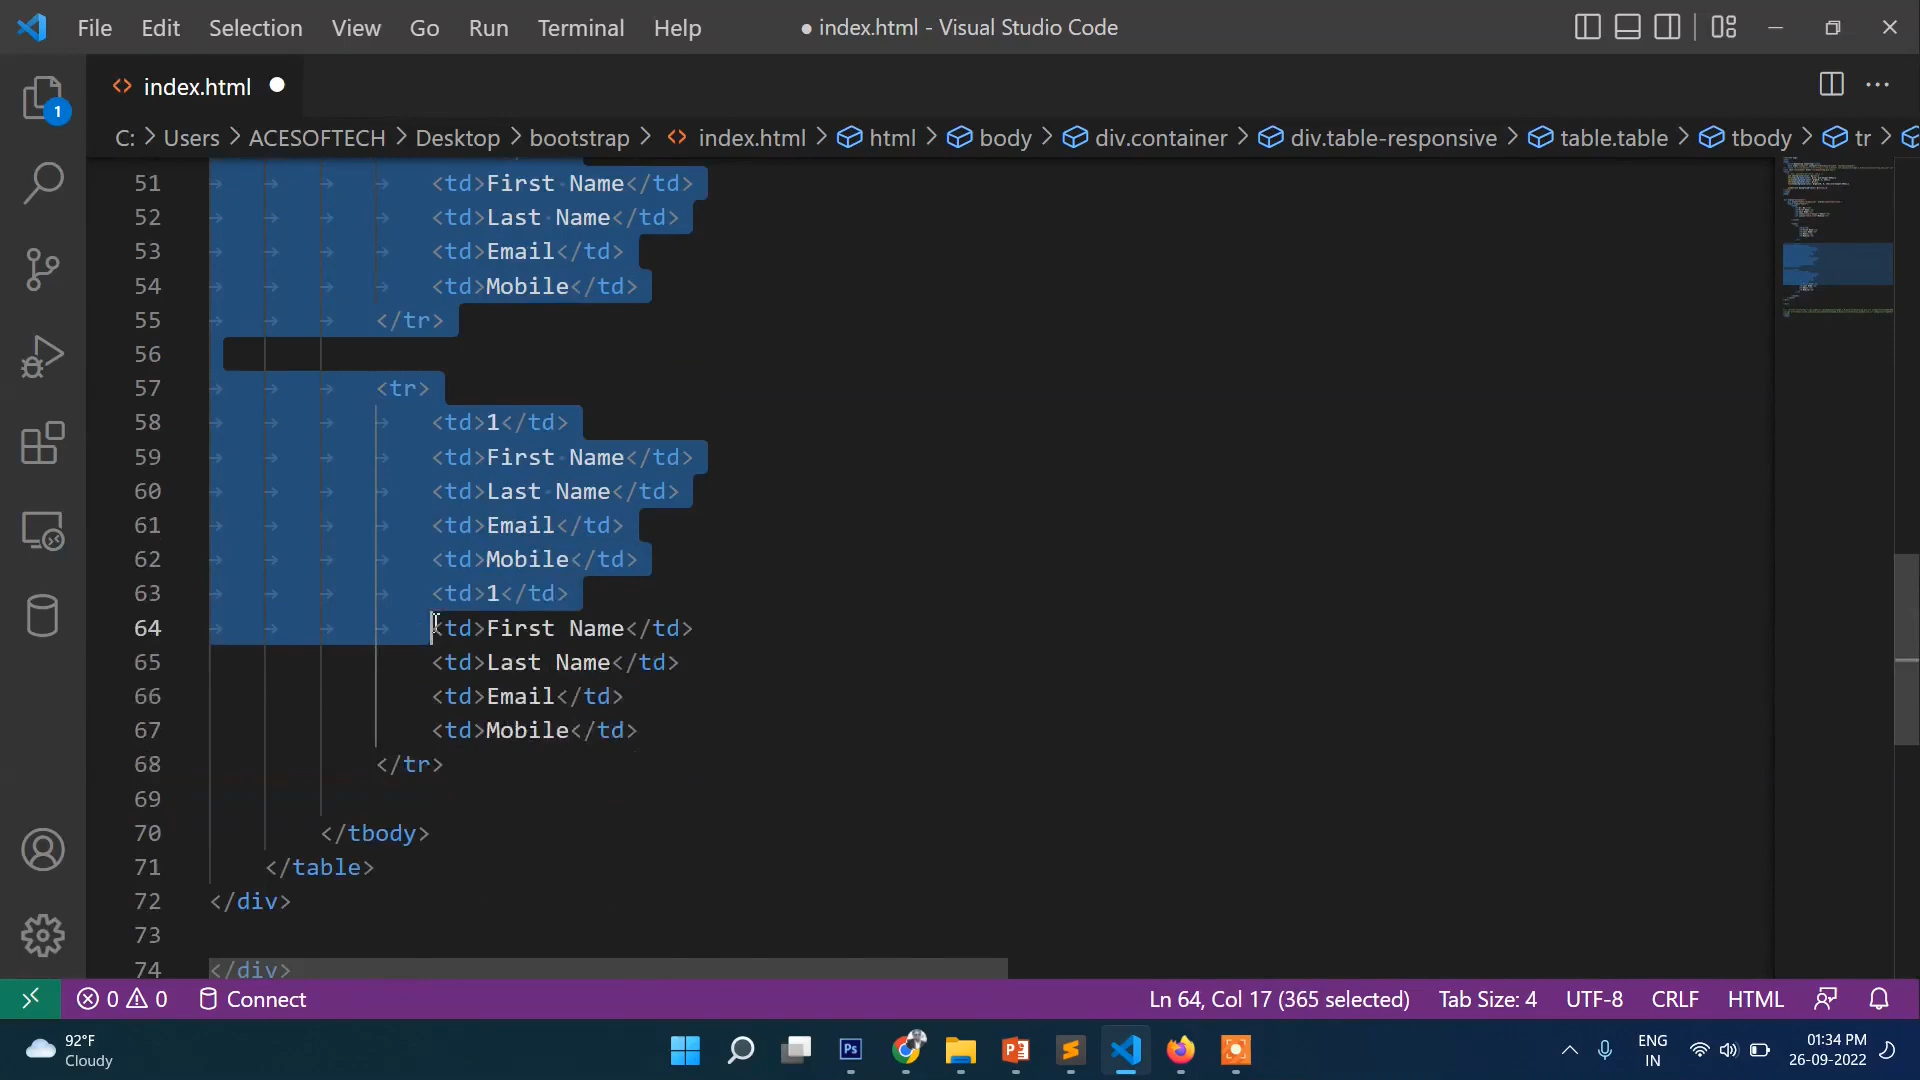 File Edit Selection View Go Run Terminal Help ● index.html - Visual Studio Code
<> index.html ●
C: > Users > ACESOFTECH > Desktop > bootstrap > <> index.html > html > body > div.container > div.table-responsive > table.table > tbody > tr >
1
51 <td>First Name</td>
52 <td>Last Name</td>
53 <td>Email</td>
54 <td>Mobile</td>
55 </tr>
56
57 <tr>
58 <td>1</td>
59 <td>First Name</td>
60 <td>Last Name</td>
61 <td>Email</td>
62 <td>Mobile</td>
63 <td>1</td>
64 <td>First Name</td>
65 <td>Last Name</td>
66 <td>Email</td>
67 <td>Mobile</td>
68 </tr>
69
70 </tbody>
71 </table>
72 </div>
73
74 </div>
0 0 Connect Ln 64, Col 17 (365 selected) Tab Size: 4 UTF-8 CRLF HTML
92°F
Cloudy
Ps
P
ENG
IN
01:34 PM
26-09-2022